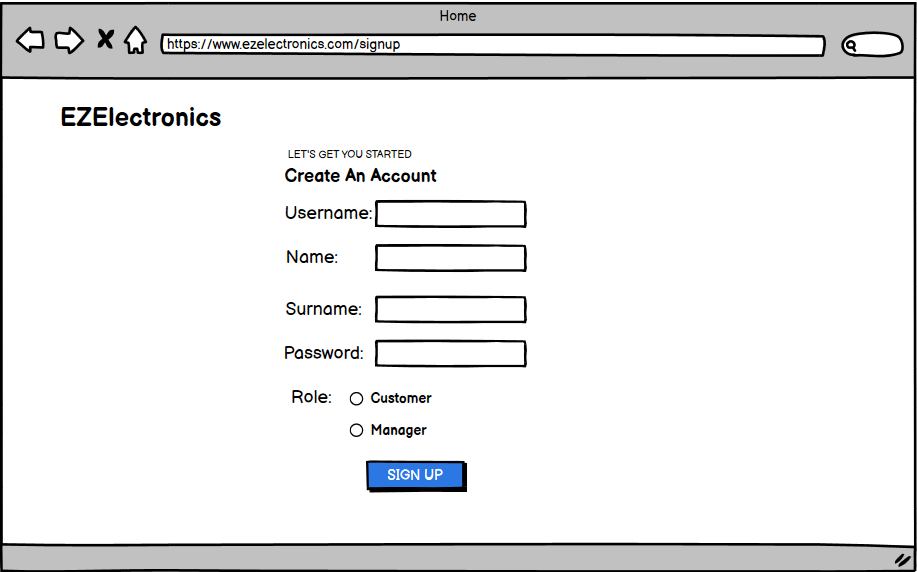 Home
https://www.ezelectronics.com/signup
EZElectronics
LET'S GET YOU STARTED
Create An Account
Username:
Name:
Surname:
Password:
Role:
Customer
Manager
SIGN UP